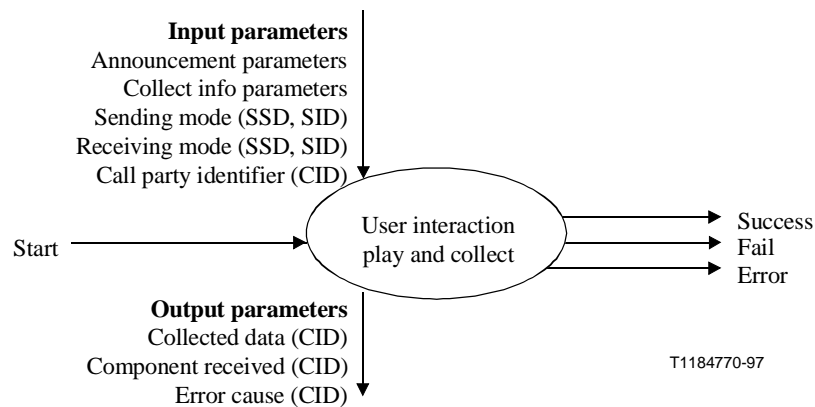 Input parameters
Announcement parameters
Collect info parameters
Sending mode (SSD, SID)
Receiving mode (SSD, SID)
Call party identifier (CID)
Start
User interaction
play and collect
Success
Fail
Error
Output parameters
Collected data (CID)
Component received (CID)
Error cause (CID)
T1184770-97